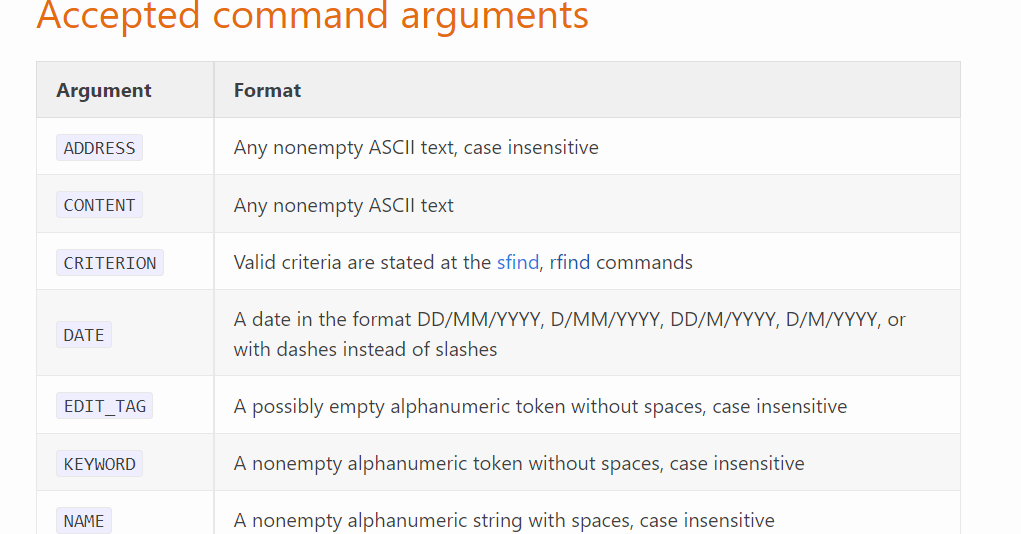 Accepted command arguments
Argument Format
ADDRESS Any nonempty ASCII text, case insensitive
CONTENT Any nonempty ASCII text
CRITERION Valid criteria are stated at the sfind, rfind commands
DATE A date in the format DD/MM/YYYY, D/MM/YYYY, DD/M/YYYY, D/M/YYYY, or
with dashes instead of slashes
EDIT_TAG A possibly empty alphanumeric token without spaces, case insensitive
KEYWORD A nonempty alphanumeric token without spaces, case insensitive
NAME A nonempty alphanumeric string with spaces, case insensitive